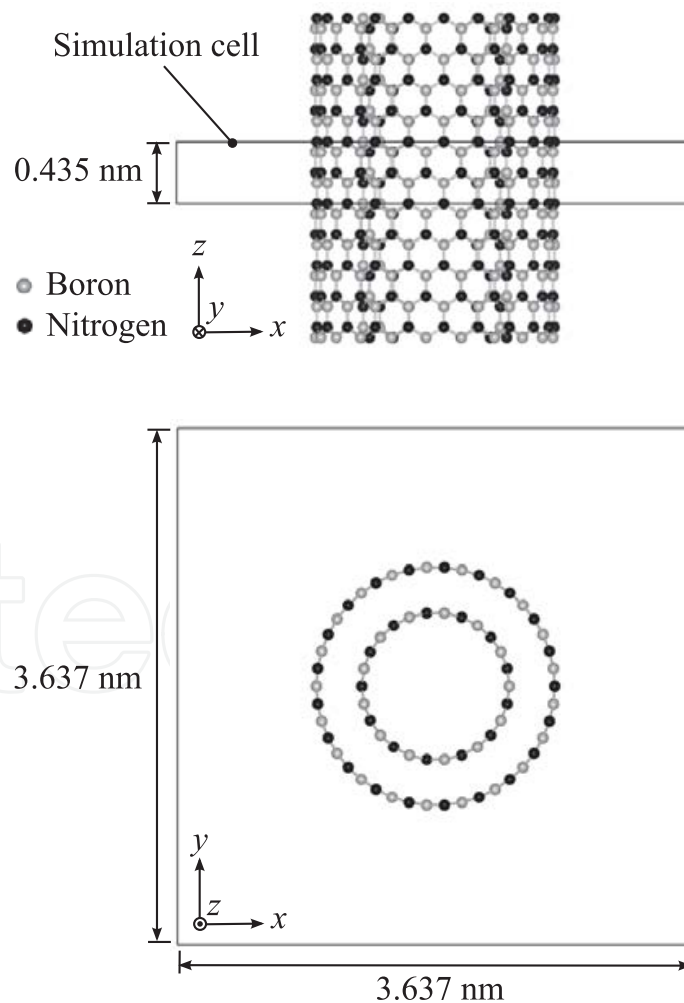 Simulation cell
0.435 nm
z
y
x
Boron
Nitrogen
3.637 nm
y
z
x
3.637 nm